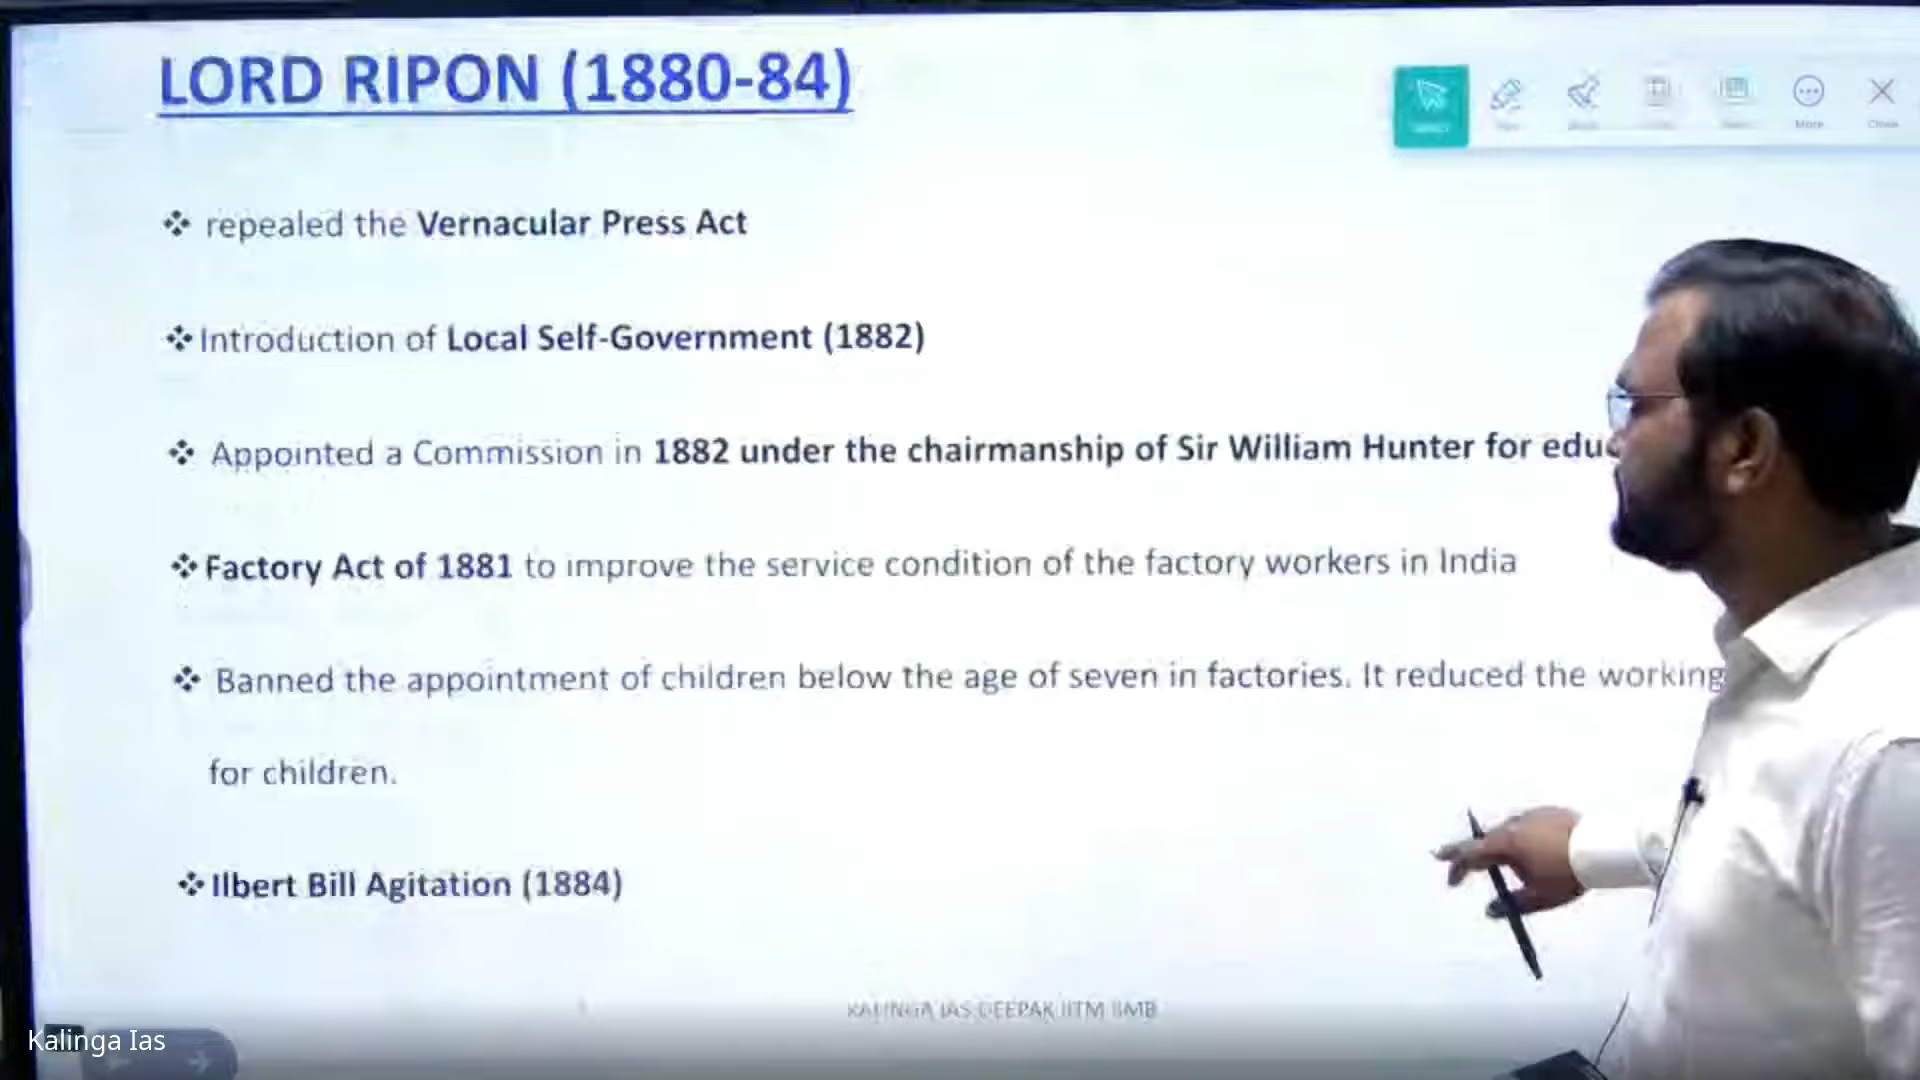 LORD RIPON (1880-84)
More
Close
❖ repealed the Vernacular Press Act
❖ Introduction of Local Self-Government (1882)
❖ Appointed a Commission in 1882 under the chairmanship of Sir William Hunter for edu
❖ Factory Act of 1881 to improve the service condition of the factory workers in India
❖ Banned the appointment of children below the age of seven in factories. It reduced the working
for children.
❖ Ilbert Bill Agitation (1884)
KALINGA IAS DEEPAK IITM IIMB
Kalinga Ias